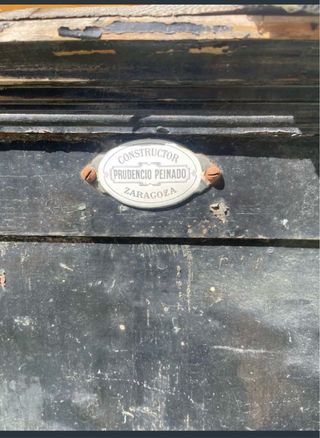 CONSTRUCTOR
PRUDENCIO PEINADO
ZARAGOZA